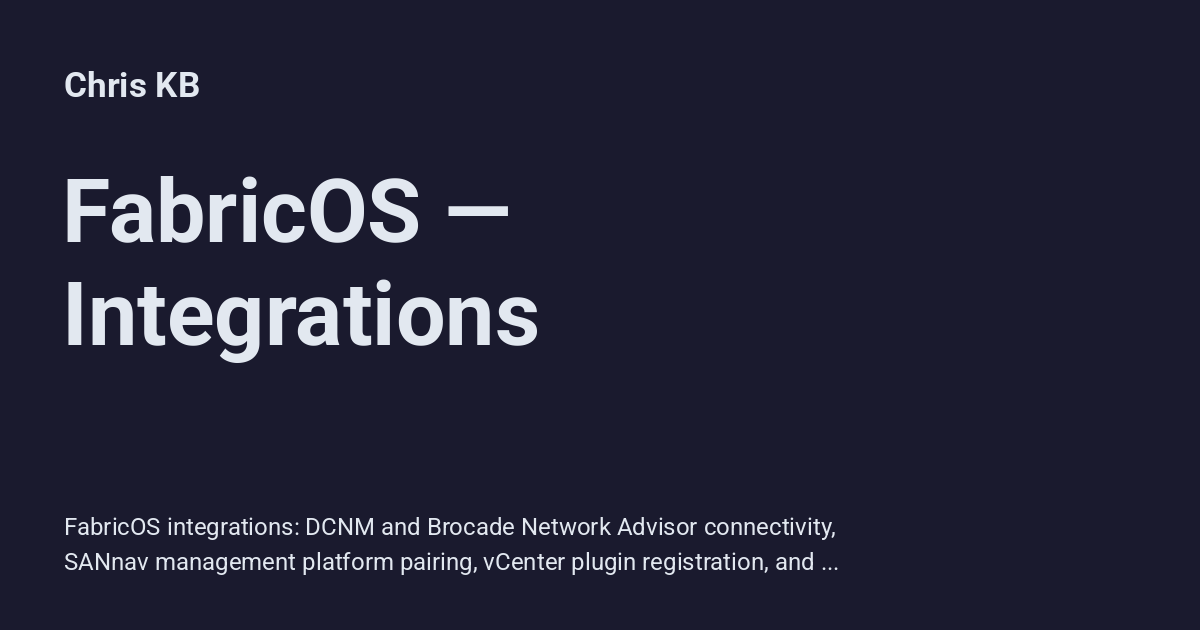 Chris KB
FabricOS —
Integrations
FabricOS integrations: DCNM and Brocade Network Advisor connectivity,
SANnav management platform pairing, vCenter plugin registration, and ...